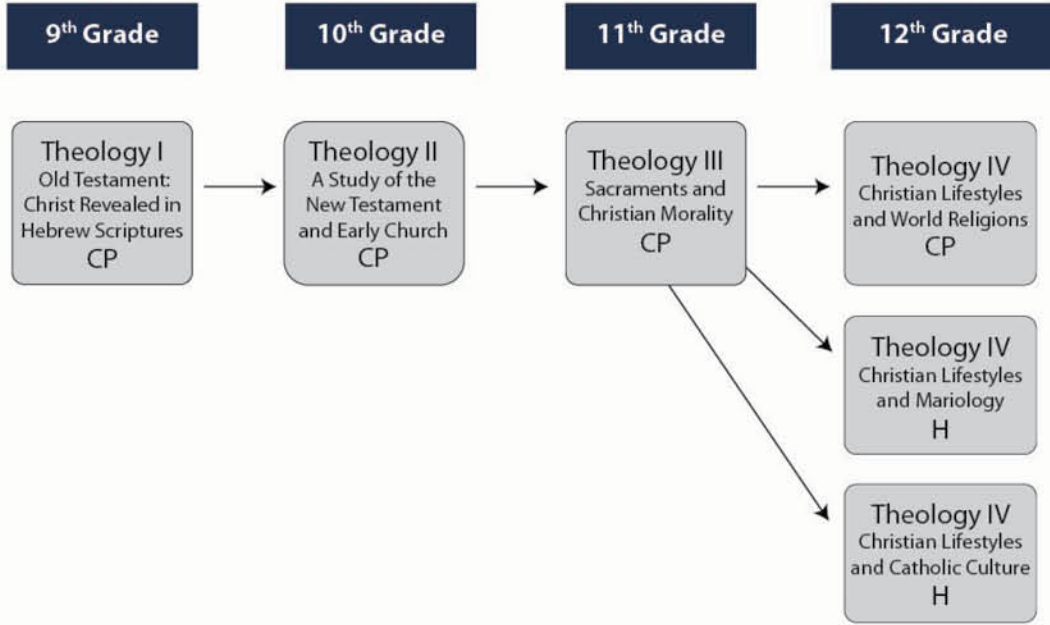 9th Grade
10th Grade
11th Grade
12th Grade
Theology I
Old Testament:
Christ Revealed in
Hebrew Scriptures
CP
Theology II
A Study of the
New Testament
and Early Church
CP
Theology III
Sacraments and
Christian Morality
CP
Theology IV
Christian Lifestyles
and World Religions
CP
Theology IV
Christian Lifestyles
and Mariology
H
Theology IV
Christian Lifestyles
and Catholic Culture
H